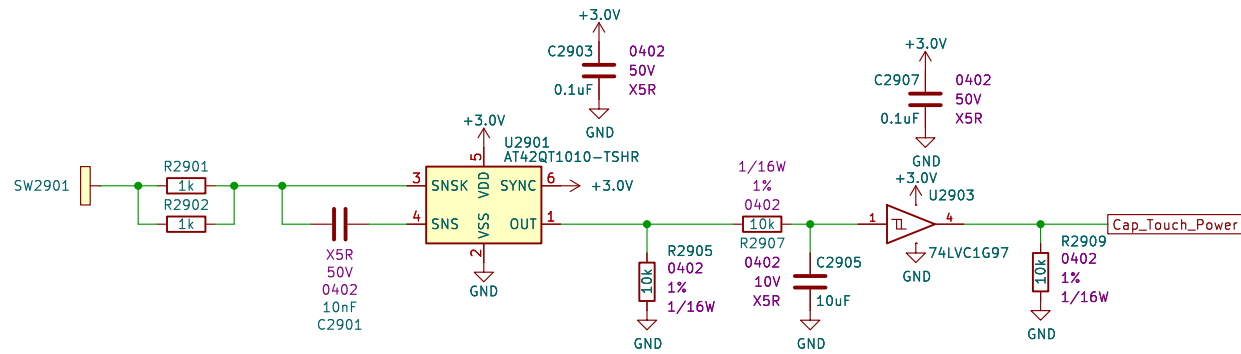 +3.0V
C2903
0402
50V
0.1uF
X5R
GND
+3.0V
C2907
0402
50V
0.1uF
X5R
GND
SW2901
R2901
1k
R2902
1k
X5R
50V
0402
10nF
C2901
+3.0V
U2901
AT42QT1010-TSHR
5
3
SNSK
VDD
SYNC
6
+3.0V
4
SNS
VSS
OUT
1
2
GND
R2905
10k
0402
1%
1/16W
GND
1/16W
1%
0402
10k
R2907
0402
10V
X5R
C2905
10uF
GND
+3.0V
U2903
1
4
74LVC1G97
GND
R2909
10k
0402
1%
1/16W
GND
Cap_Touch_Power